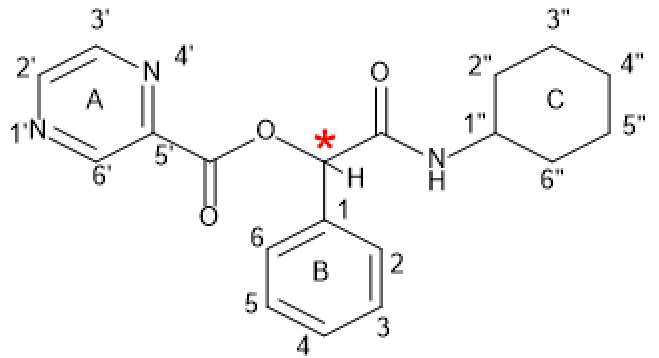 3' 4' 3"
2' N O 2" 4"
A C
1' N O * 1" 5"
6' 5' H N 6"
O 1 H
6 2
B
5 3
4